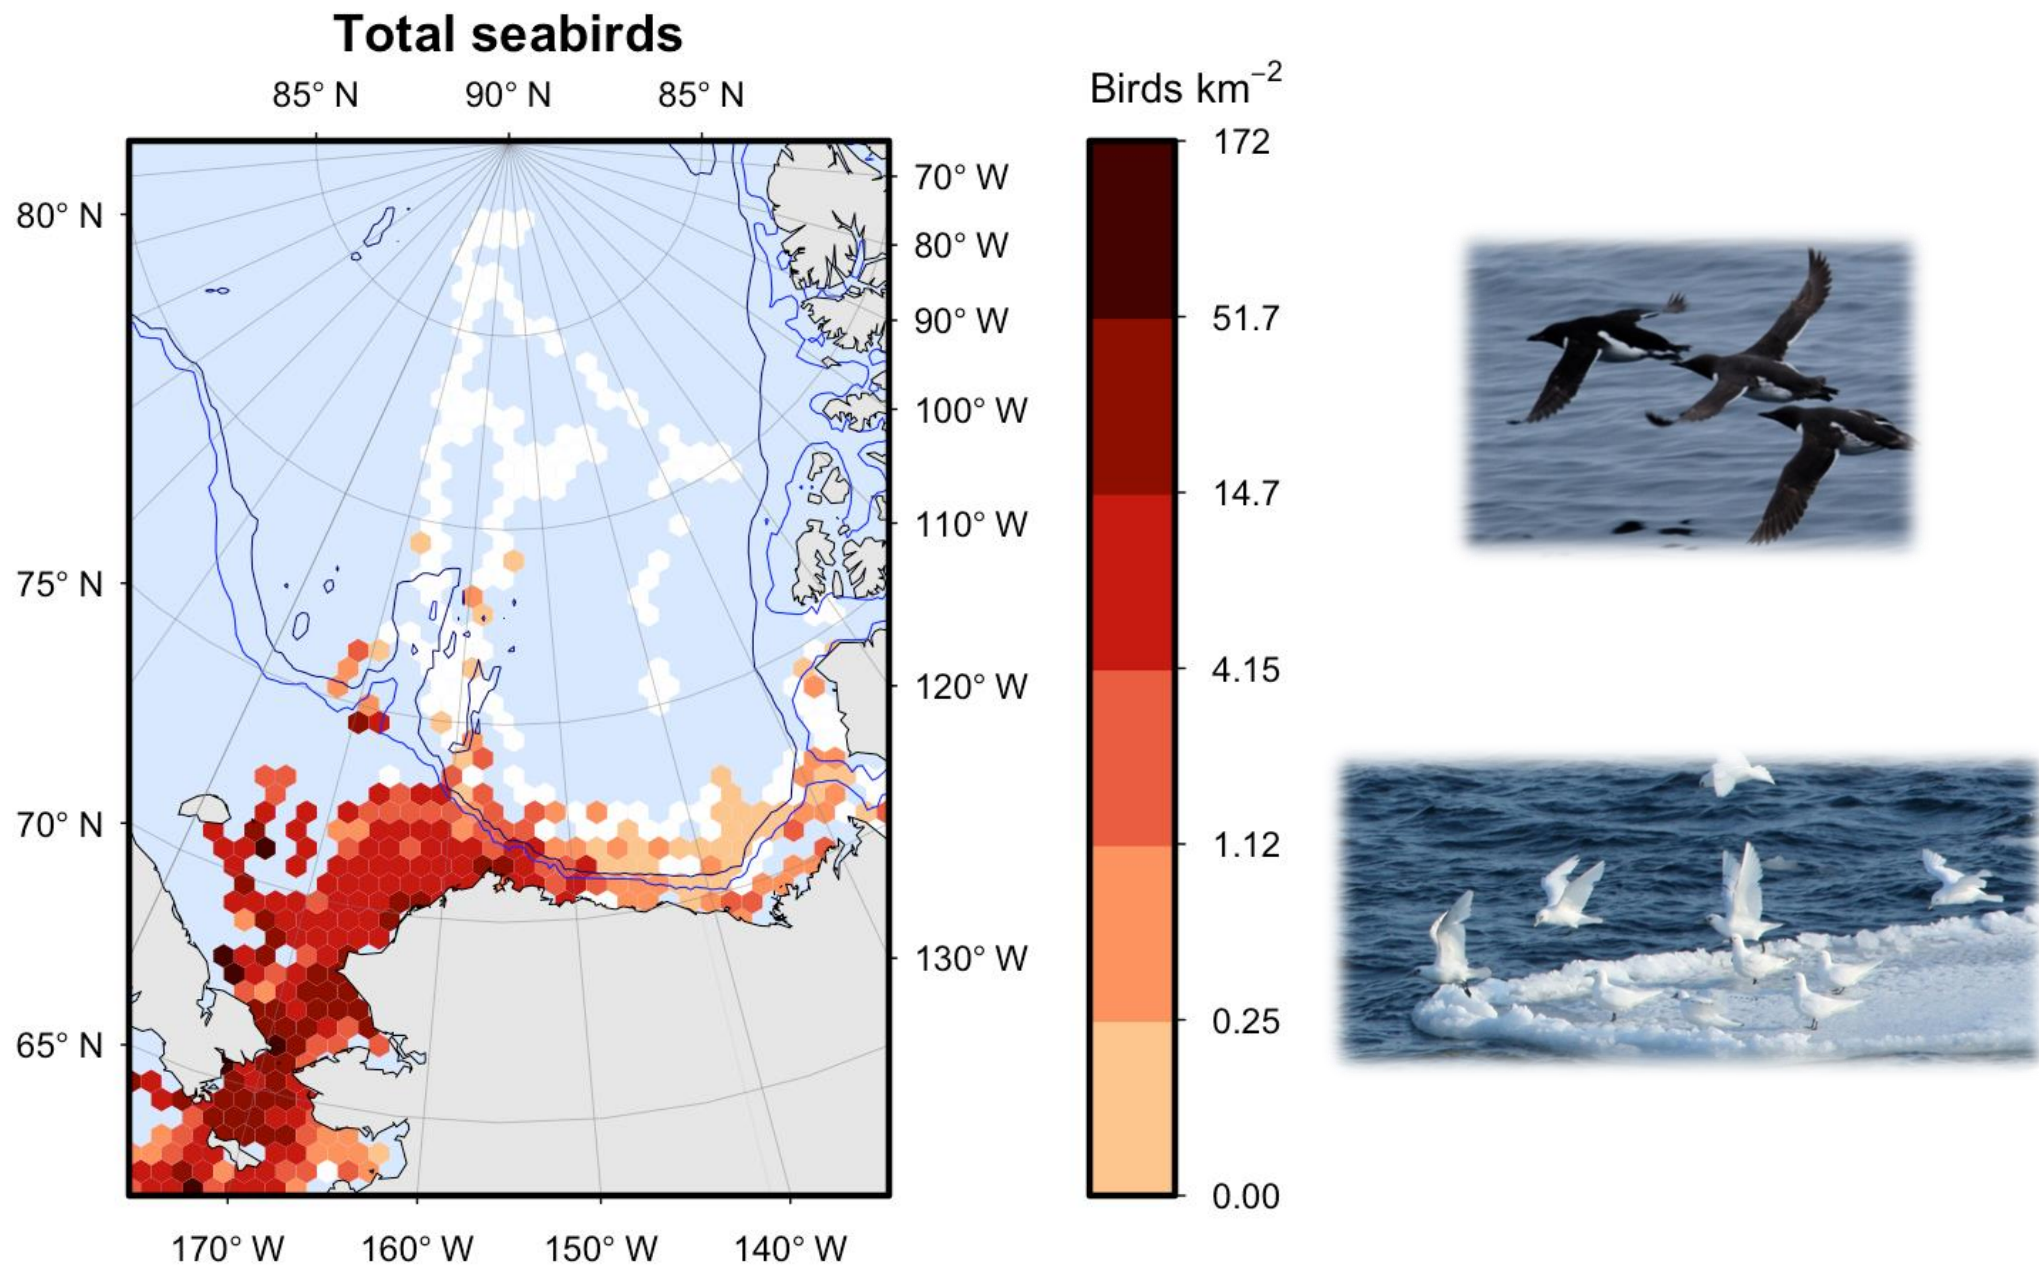 Total seabirds
85° N 90° N 85° N
80° N
75° N
70° N
65° N
70° W
80° W
90° W
100° W
110° W
120° W
130° W
170° W 160° W 150° W 140° W
Birds km⁻²
172
51.7
14.7
4.15
1.12
0.25
0.00